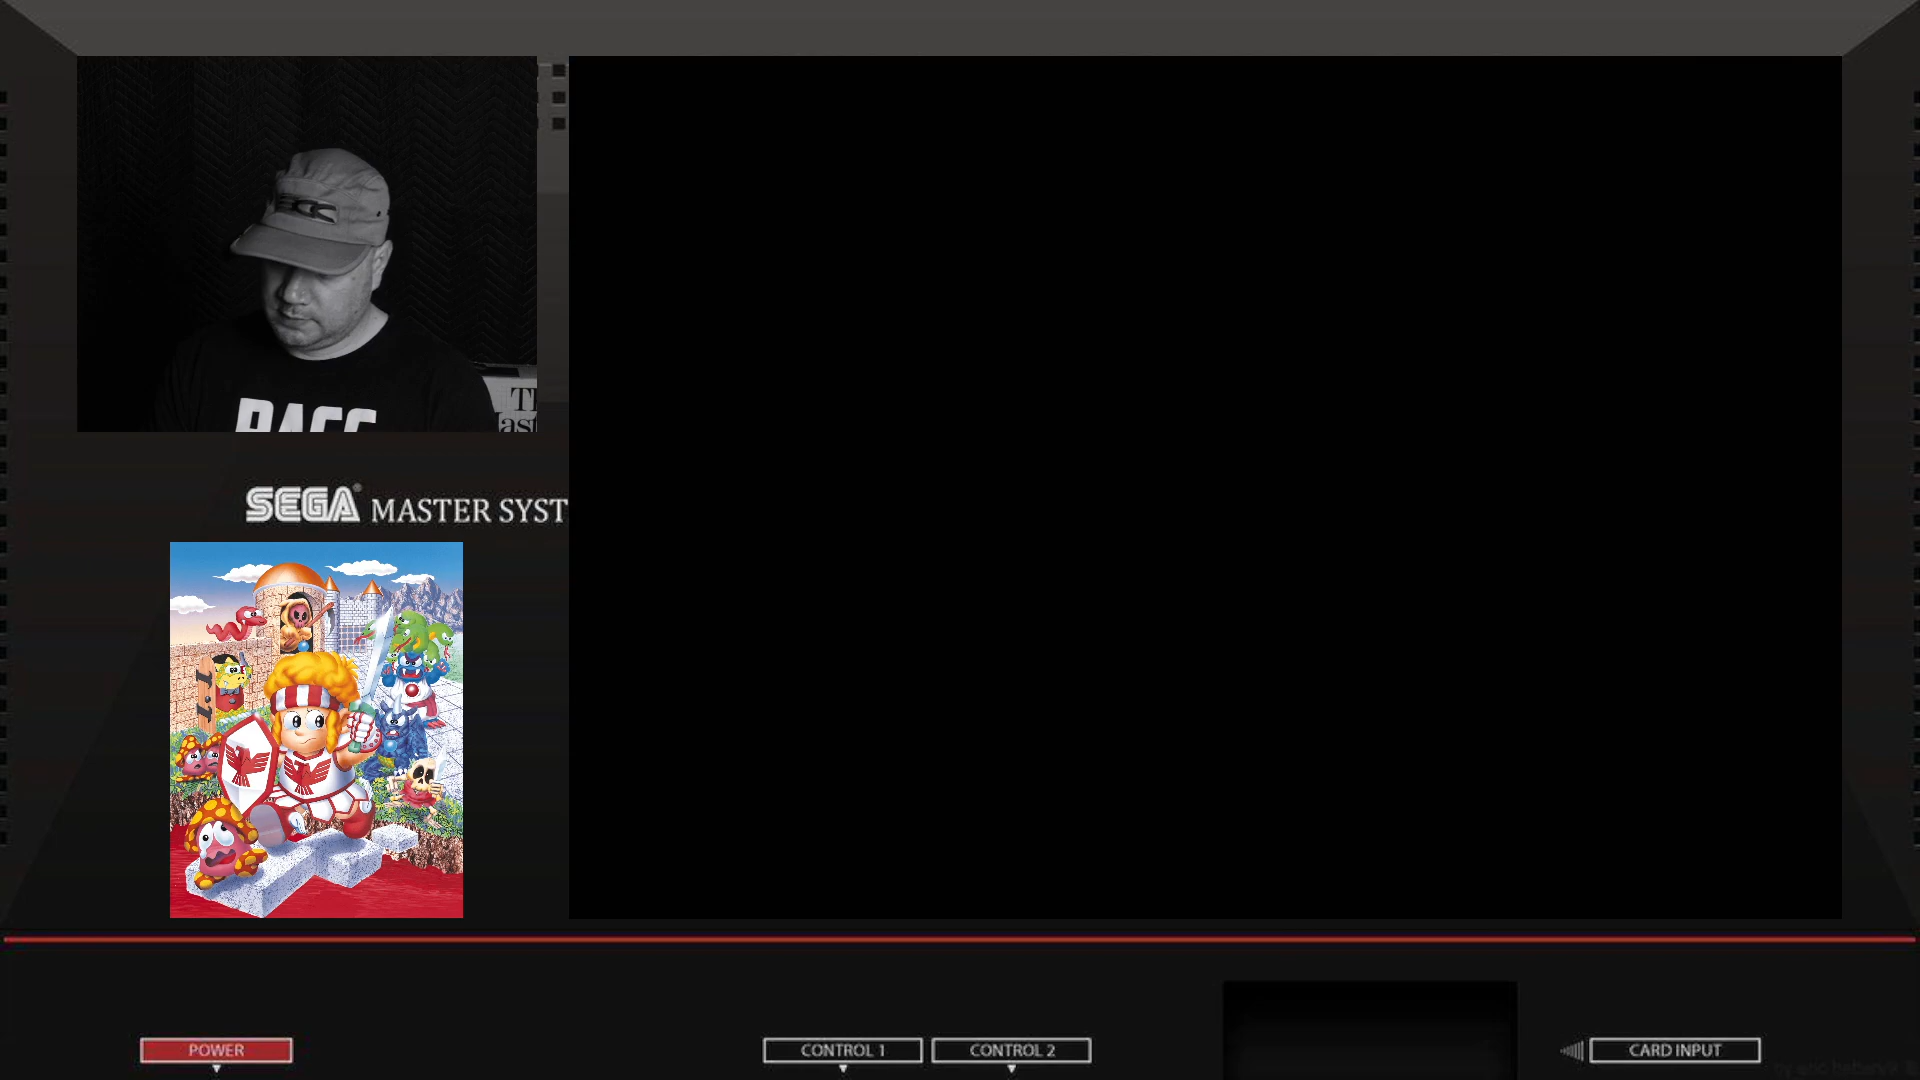 SEGA® MASTER SYST
POWER
CONTROL 1
CONTROL 2
CARD INPUT